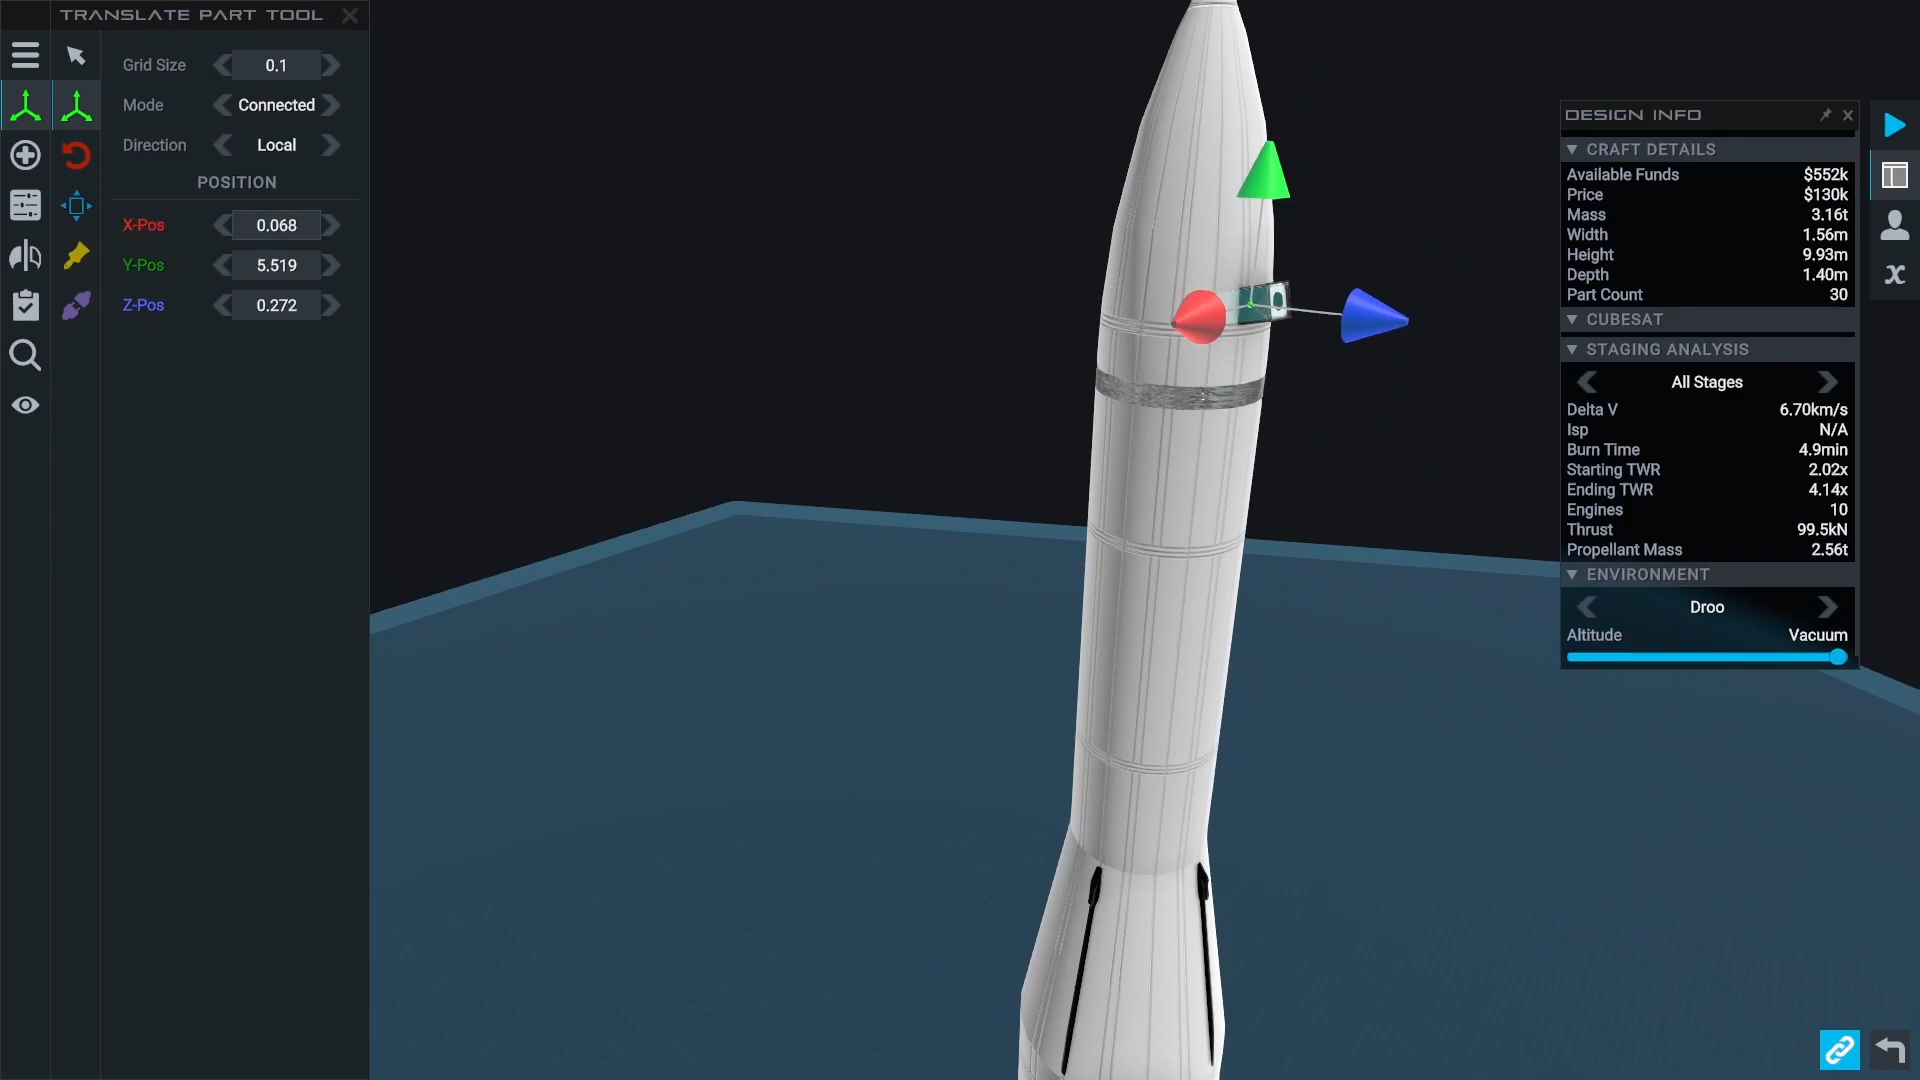 TRANSLATE PART TOOL
Grid Size 0.1
Mode Connected
Direction Local
POSITION
X-Pos 0.068
Y-Pos 5.519
Z-Pos 0.272
DESIGN INFO
CRAFT DETAILS
Available Funds $552k
Price $130k
Mass 3.16t
Width 1.56m
Height 9.93m
Depth 1.40m
Part Count 30
CUBESAT
STAGING ANALYSIS
All Stages
Delta V 6.70km/s
Isp N/A
Burn Time 4.9min
Starting TWR 2.02x
Ending TWR 4.14x
Engines 10
Thrust 99.5kN
Propellant Mass 2.56t
ENVIRONMENT
Droo
Altitude Vacuum